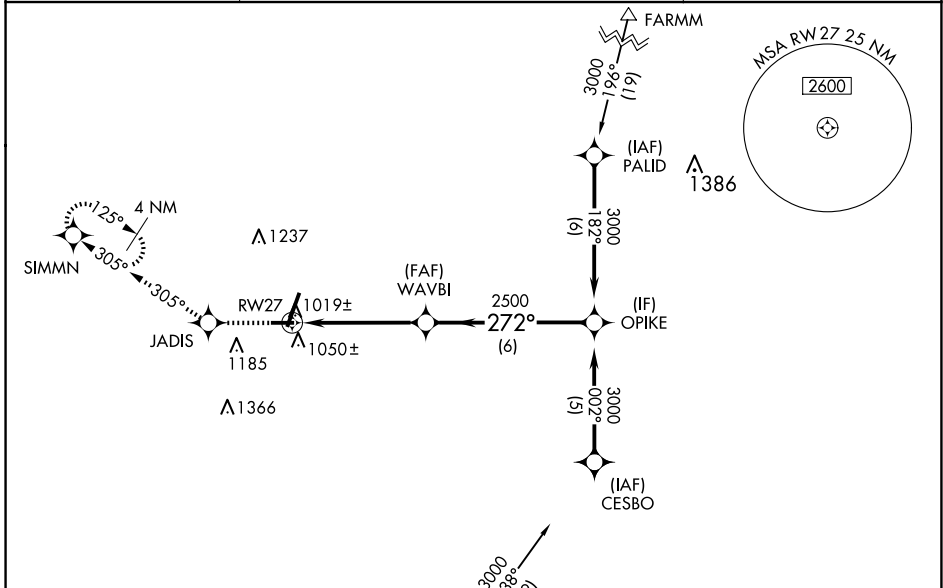 FARMM
3000
196°
(19)
MSA RW 27 25 NM
2600
(IAF)
PALID
1386
3000
182°
(6)
125°
4 NM
305°
SIMMN
305°
1237
(FAF)
WAVBI
RW27
1019±
2500
272°
(6)
(IF)
OPIKE
JADIS
1050±
1185
1366
3000
002°
(5)
(IAF)
CESBO
3000